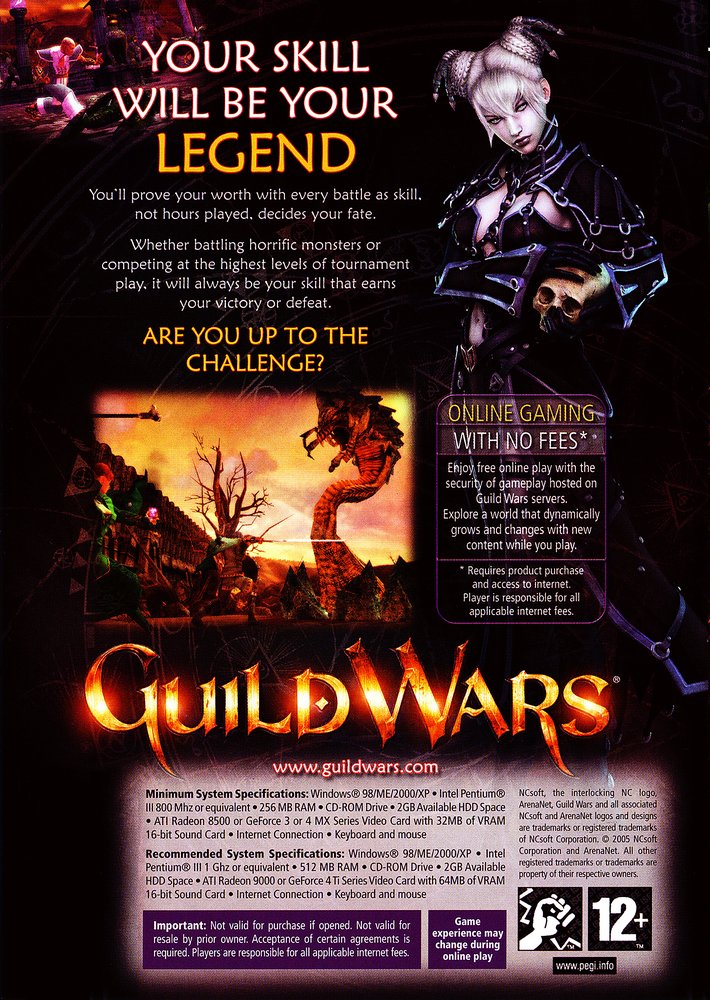 YOUR SKILL
WILL BE YOUR
LEGEND
You'll prove your worth with every battle as skill,
not hours played, decides your fate.
Whether battling horrific monsters or
competing at the highest levels of tournament
play, it will always be your skill that earns
your victory or defeat.
ARE YOU UP TO THE
CHALLENGE?
ONLINE GAMING
WITH NO FEES*
Enjoy free online play with the
security of gameplay hosted on
Guild Wars servers.
Explore a world that dynamically
grows and changes with new
content while you play.
* Requires product purchase
and access to internet.
Player is responsible for all
applicable internet fees.
GUILD WARS®
www.guildwars.com
Minimum System Specifications: Windows® 98/ME/2000/XP • Intel Pentium®
III 800 Mhz or equivalent • 256 MB RAM • CD-ROM Drive • 2GB Available HDD Space
• ATI Radeon 8500 or GeForce 3 or 4 MX Series Video Card with 32MB of VRAM
16-bit Sound Card • Internet Connection • Keyboard and mouse
Recommended System Specifications: Windows® 98/ME/2000/XP • Intel
Pentium® III 1 Ghz or equivalent • 512 MB RAM • CD-ROM Drive • 2GB Available
HDD Space • ATI Radeon 9000 or GeForce 4 Ti Series Video Card with 64MB of VRAM
16-bit Sound Card • Internet Connection • Keyboard and mouse
NCsoft, the interlocking NC logo,
ArenaNet, Guild Wars and all associated
NCsoft and ArenaNet logos and designs
are trademarks or registered trademarks
of NCsoft Corporation. © 2005 NCsoft
Corporation and ArenaNet. All other
registered trademarks or trademarks are
property of their respective owners.
Important: Not valid for purchase if opened. Not valid for
resale by prior owner. Acceptance of certain agreements is
required. Players are responsible for all applicable internet fees.
Game
experience may
change during
online play
12+
TM
TM
www.pegi.info